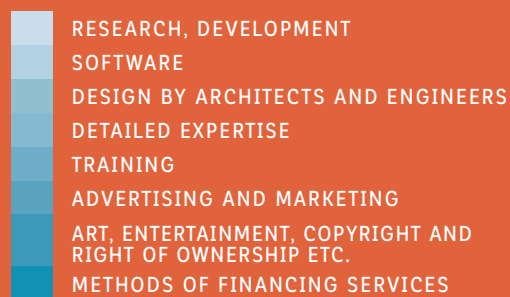 RESEARCH, DEVELOPMENT
SOFTWARE
DESIGN BY ARCHITECTS AND ENGINEERS
DETAILED EXPERTISE
TRAINING
ADVERTISING AND MARKETING
ART, ENTERTAINMENT, COPYRIGHT AND
RIGHT OF OWNERSHIP ETC.
METHODS OF FINANCING SERVICES